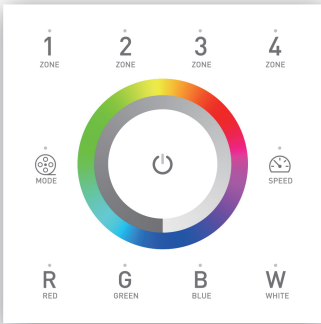 1 2 3 4
ZONE ZONE ZONE ZONE
MODE SPEED
R G B W
RED GREEN BLUE WHITE